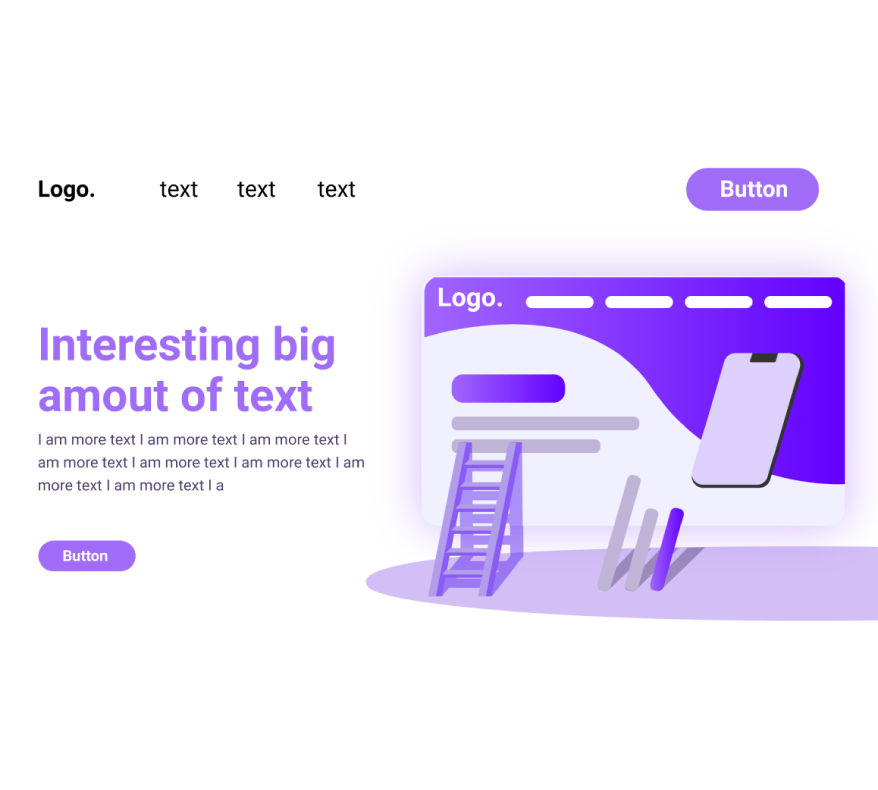 Logo. text text text Button
Logo.
Interesting big
amout of text
I am more text I am more text I am more text I
am more text I am more text I am more text I am
more text I am more text I a
Button